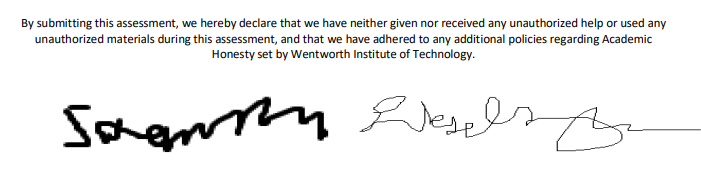 By submitting this assessment, we hereby declare that we have neither given nor received any unauthorized help or used any
unauthorized materials during this assessment, and that we have adhered to any additional policies regarding Academic
Honesty set by Wentworth Institute of Technology.